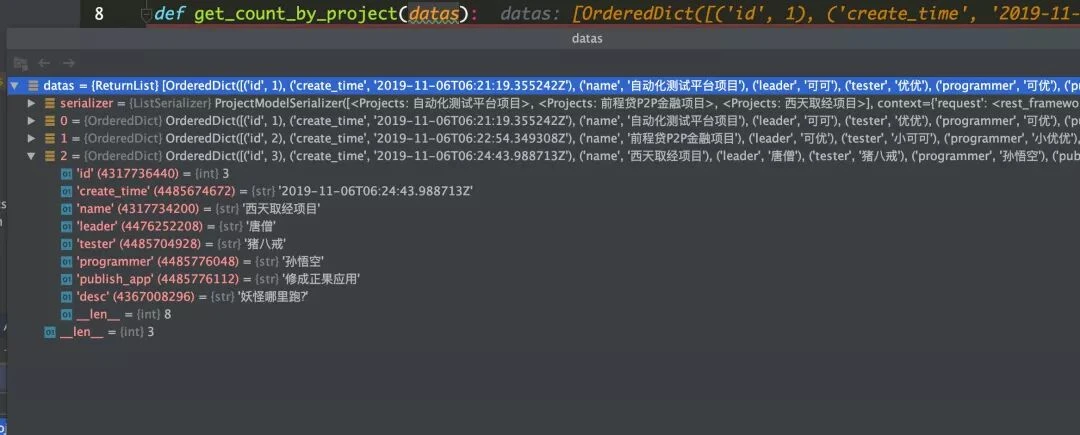 8 def get_count_by_project(datas): datas: [OrderedDict([('id', 1), ('create_time', '2019-11-
datas
datas = {ReturnList} [OrderedDict([('id', 1), ('create_time', '2019-11-06T06:21:19.355242Z'), ('name', '自动化测试平台项目'), ('leader', '可可'), ('tester', '优优'), ('programmer', '可优'), ('p
serializer = {ListSerializer} ProjectModelSerializer([<Projects: 自动化测试平台项目>, <Projects: 前程贷P2P金融项目>, <Projects: 西天取经项目>], context={'request': <rest_framewo
0 = {OrderedDict} OrderedDict([('id', 1), ('create_time', '2019-11-06T06:21:19.355242Z'), ('name', '自动化测试平台项目'), ('leader', '可可'), ('tester', '优优'), ('programmer', '可优'), ('p
1 = {OrderedDict} OrderedDict([('id', 2), ('create_time', '2019-11-06T06:22:54.349308Z'), ('name', '前程贷P2P金融项目'), ('leader', '可优'), ('tester', '小可可'), ('programmer', '小优优'
2 = {OrderedDict} OrderedDict([('id', 3), ('create_time', '2019-11-06T06:24:43.988713Z'), ('name', '西天取经项目'), ('leader', '唐僧'), ('tester', '猪八戒'), ('programmer', '孙悟空'), ('pub
'id' (4317736440) = {int} 3
'create_time' (4485674672) = {str} '2019-11-06T06:24:43.988713Z'
'name' (4317734200) = {str} '西天取经项目'
'leader' (4476252208) = {str} '唐僧'
'tester' (4485704928) = {str} '猪八戒'
'programmer' (4485776048) = {str} '孙悟空'
'publish_app' (4485776112) = {str} '修成正果应用'
'desc' (4367008296) = {str} '妖怪哪里跑?'
__len__ = {int} 8
__len__ = {int} 3